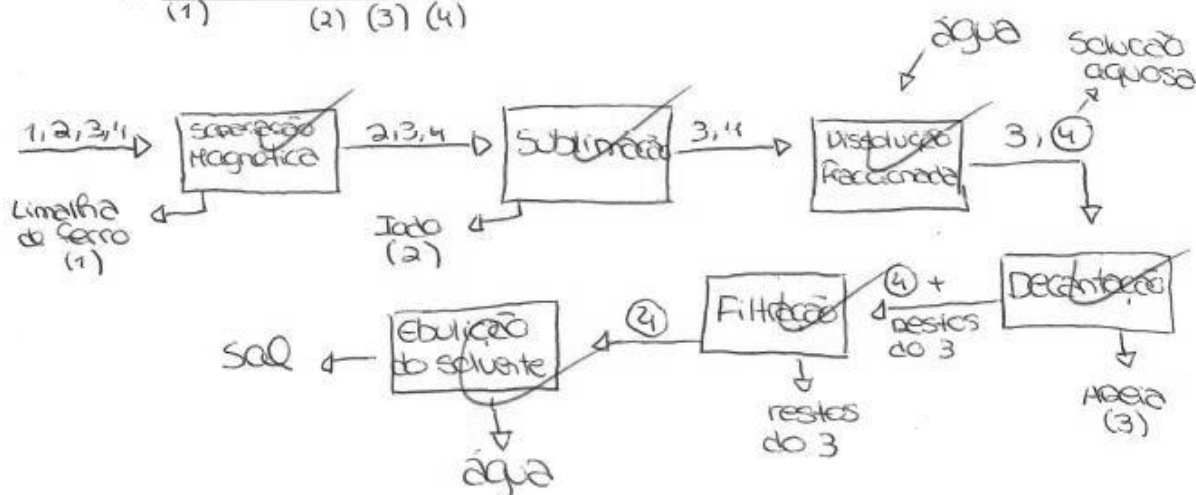 (1) (2) (3) (4)
água
Solução
aquosa
1,2,3,4
Separação
Magnética
2,3,4
Sublimação
3,4
Dissolução
Fraccionada
3, 4
Limalha
de ferro
(1)
Iodo
(2)
Decantação
4 +
restos
do 3
Filtração
4
Ebulição
do solvente
Sal
Areia
(3)
restos
do 3
água